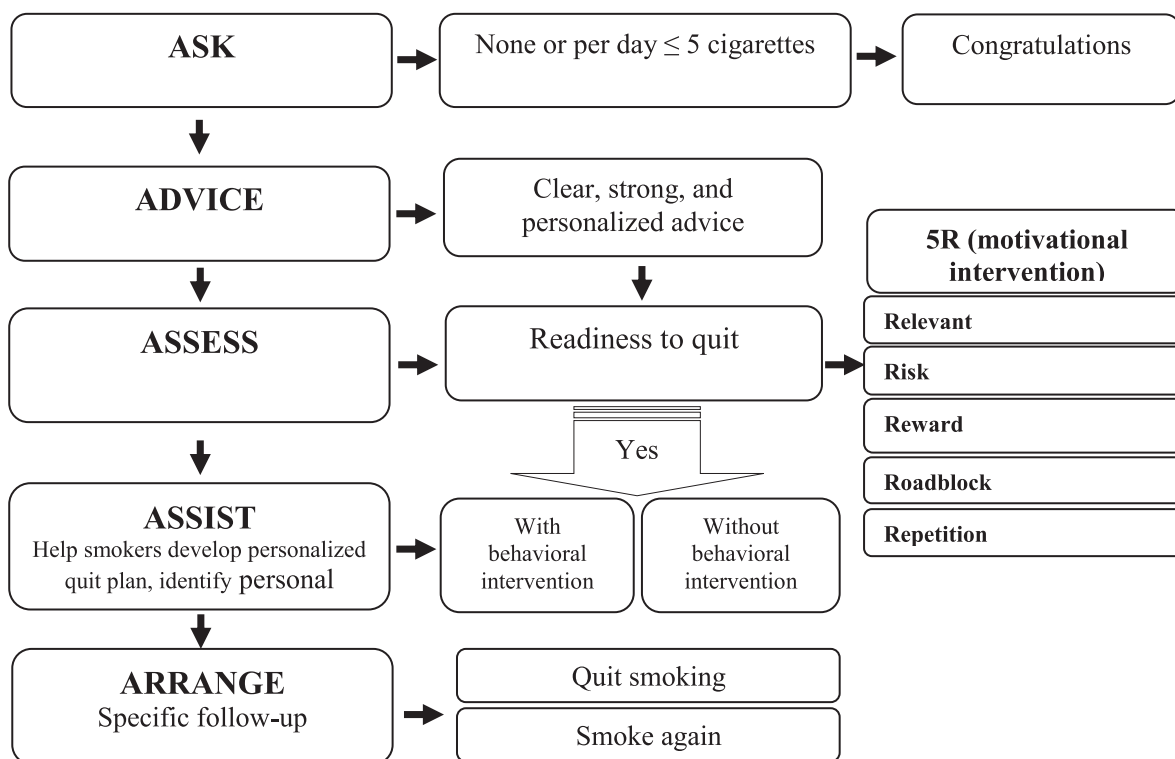 ASK
None or per day ≤ 5 cigarettes
Congratulations
ADVICE
Clear, strong, and
personalized advice
5R (motivational
intervention)
Relevant
Risk
Reward
Roadblock
Repetition
ASSESS
Readiness to quit
Yes
ASSIST
Help smokers develop personalized
quit plan, identify personal
With
behavioral
intervention
Without
behavioral
intervention
ARRANGE
Specific follow-up
Quit smoking
Smoke again